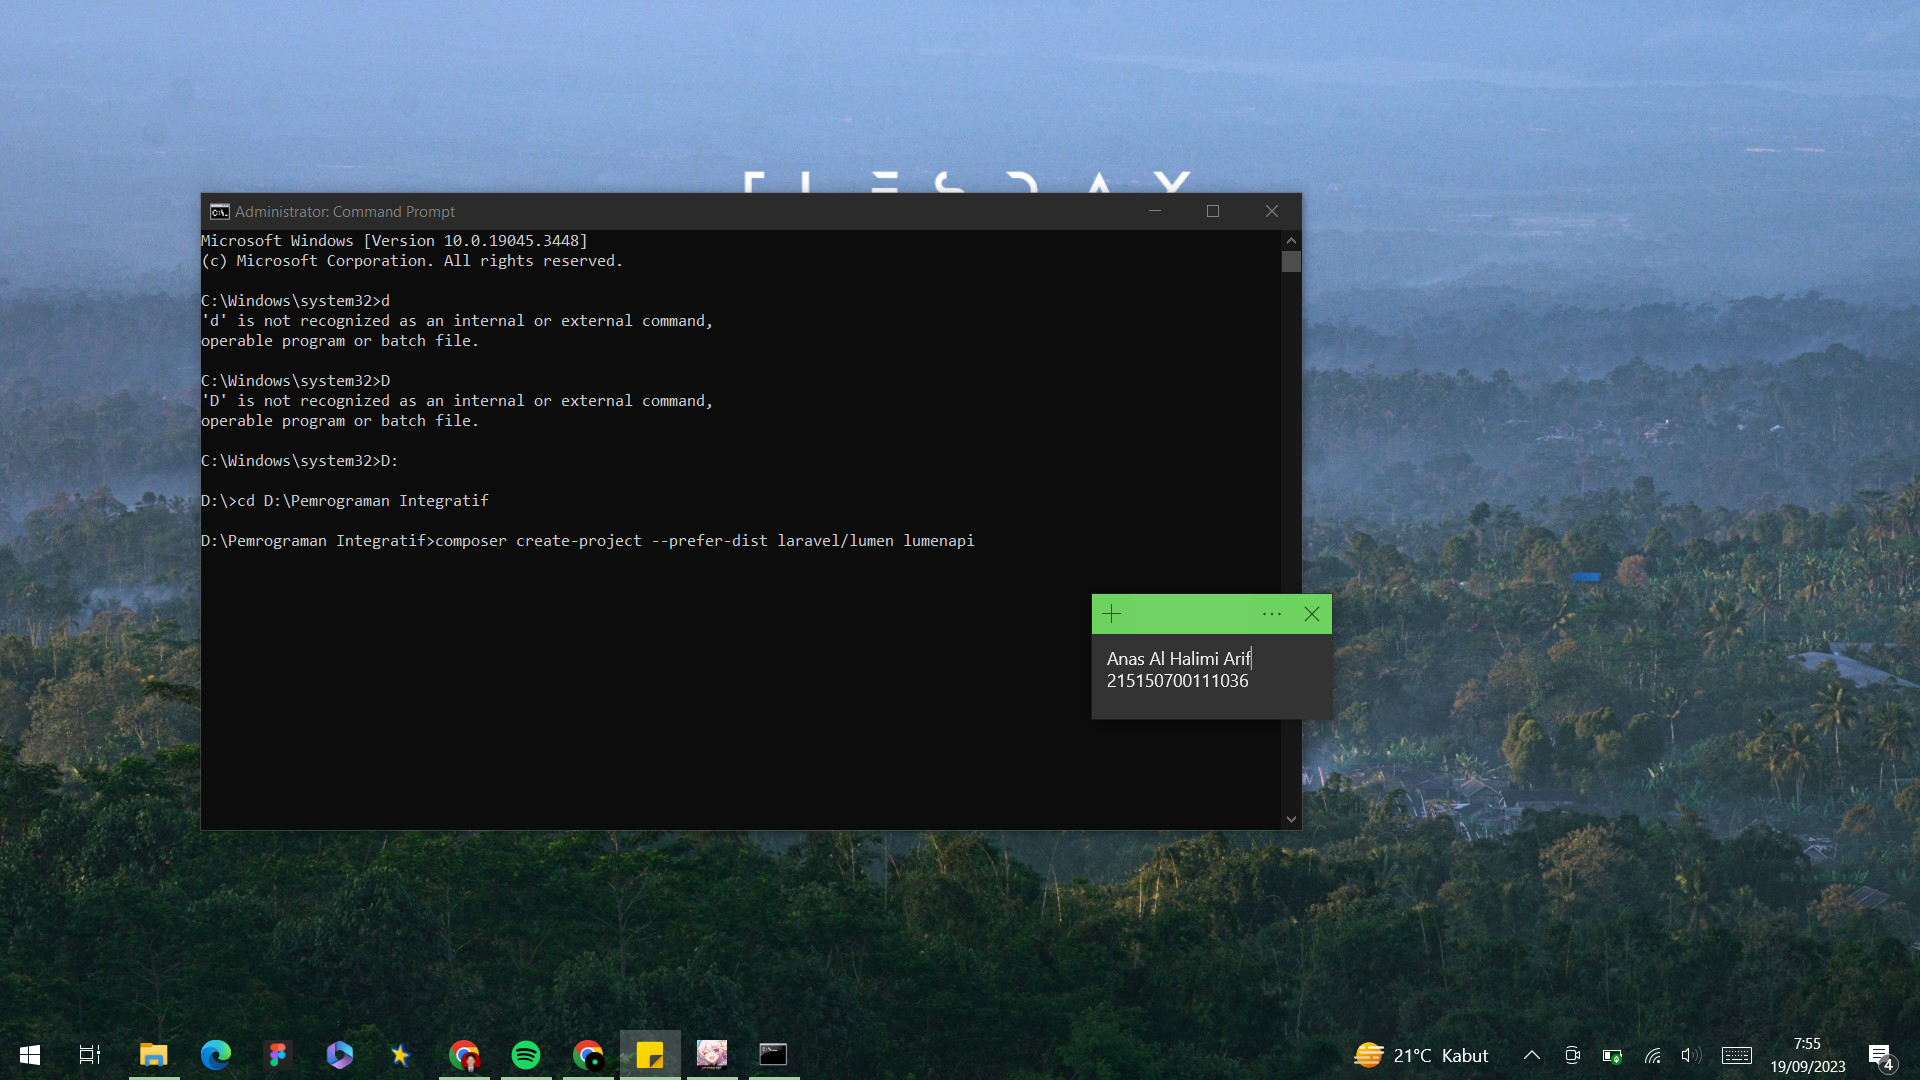 Administrator: Command Prompt
Microsoft Windows [Version 10.0.19045.3448]
(c) Microsoft Corporation. All rights reserved.
C:\Windows\system32>d
'd' is not recognized as an internal or external command,
operable program or batch file.
C:\Windows\system32>D
'D' is not recognized as an internal or external command,
operable program or batch file.
C:\Windows\system32>D:
D:\>cd D:\Pemrograman Integratif
D:\Pemrograman Integratif>composer create-project --prefer-dist laravel/lumen lumenapi
Anas Al Halimi Arif
215150700111036
21°C Kabut
7:55
19/09/2023
4